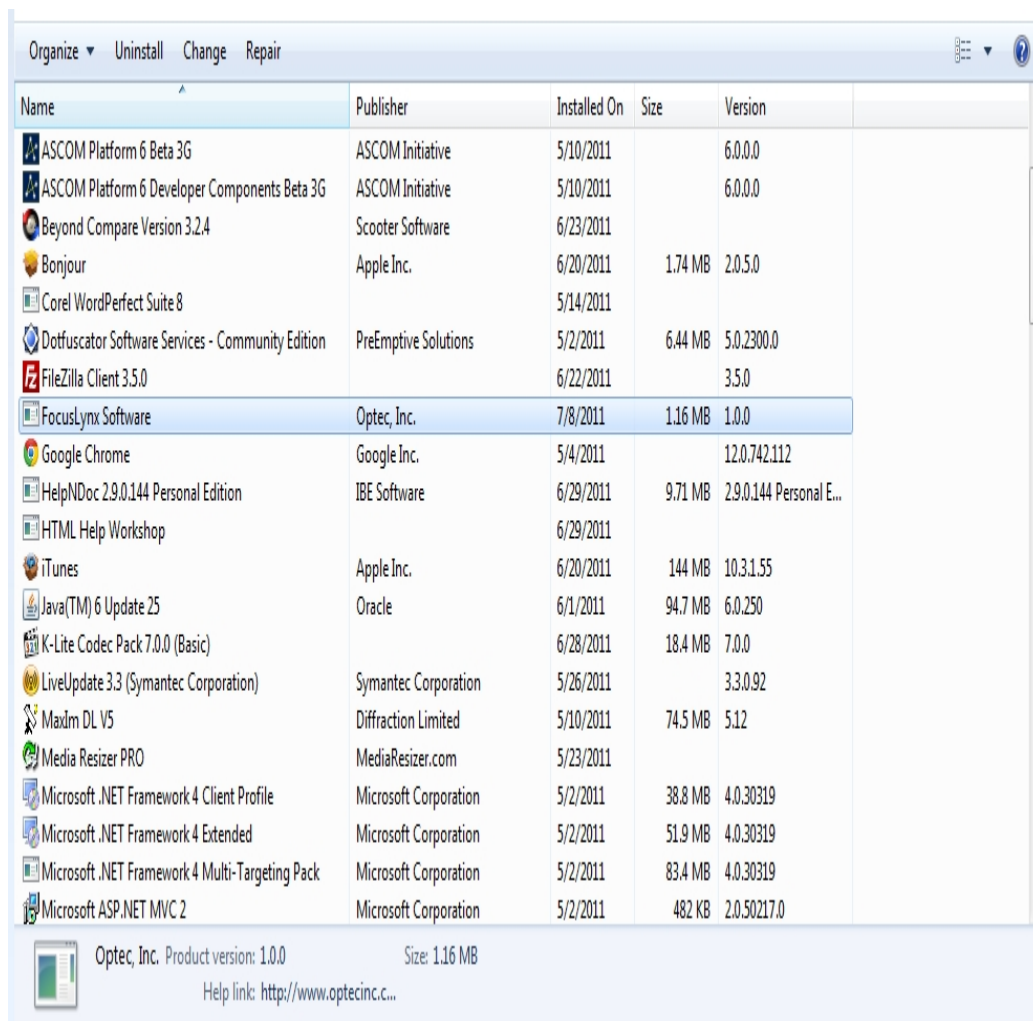 Organize Uninstall Change Repair
Name Publisher Installed On Size Version
ASCOM Platform 6 Beta 3G ASCOM Initiative 5/10/2011 6.0.0.0
ASCOM Platform 6 Developer Components Beta 3G ASCOM Initiative 5/10/2011 6.0.0.0
Beyond Compare Version 3.2.4 Scooter Software 6/23/2011
Bonjour Apple Inc. 6/20/2011 1.74 MB 2.0.5.0
Corel WordPerfect Suite 8 5/14/2011
Dotfuscator Software Services - Community Edition PreEmptive Solutions 5/2/2011 6.44 MB 5.0.2300.0
FileZilla Client 3.5.0 6/22/2011 3.5.0
FocusLynx Software Optec, Inc. 7/8/2011 1.16 MB 1.0.0
Google Chrome Google Inc. 5/4/2011 12.0.742.112
HelpNDoc 2.9.0.144 Personal Edition IBE Software 6/29/2011 9.71 MB 2.9.0.144 Personal E...
HTML Help Workshop 6/29/2011
iTunes Apple Inc. 6/20/2011 144 MB 10.3.1.55
Java(TM) 6 Update 25 Oracle 6/1/2011 94.7 MB 6.0.250
K-Lite Codec Pack 7.0.0 (Basic) 6/28/2011 18.4 MB 7.0.0
LiveUpdate 3.3 (Symantec Corporation) Symantec Corporation 5/26/2011 3.3.0.92
MaxIm DL V5 Diffraction Limited 5/10/2011 74.5 MB 5.12
Media Resizer PRO MediaResizer.com 5/23/2011
Microsoft .NET Framework 4 Client Profile Microsoft Corporation 5/2/2011 38.8 MB 4.0.30319
Microsoft .NET Framework 4 Extended Microsoft Corporation 5/2/2011 51.9 MB 4.0.30319
Microsoft .NET Framework 4 Multi-Targeting Pack Microsoft Corporation 5/2/2011 83.4 MB 4.0.30319
Microsoft ASP.NET MVC 2 Microsoft Corporation 5/2/2011 482 KB 2.0.50217.0
Optec, Inc. Product version: 1.0.0 Size: 1.16 MB
Help link: http://www.optecinc.c...